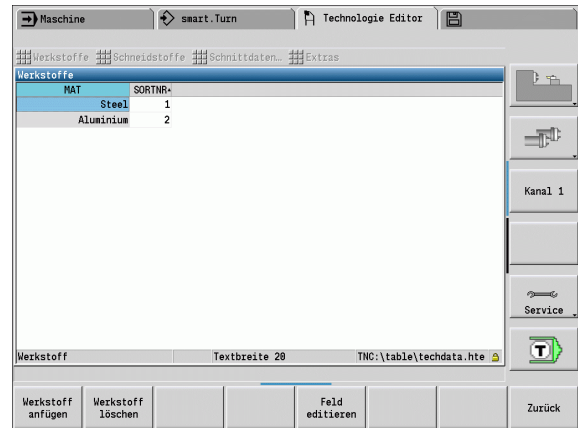 Maschine smart.Turn Technologie Editor
Werkstoffe Schneidstoffe Schnittdaten… Extras
Werkstoffe
MAT SORTNR
Steel 1
Aluminium 2
Kanal 1
Service
Werkstoff Textbreite 20 TNC:\table\techdata.hte
T
Werkstoff anfügen Werkstoff löschen Feld editieren Zurück